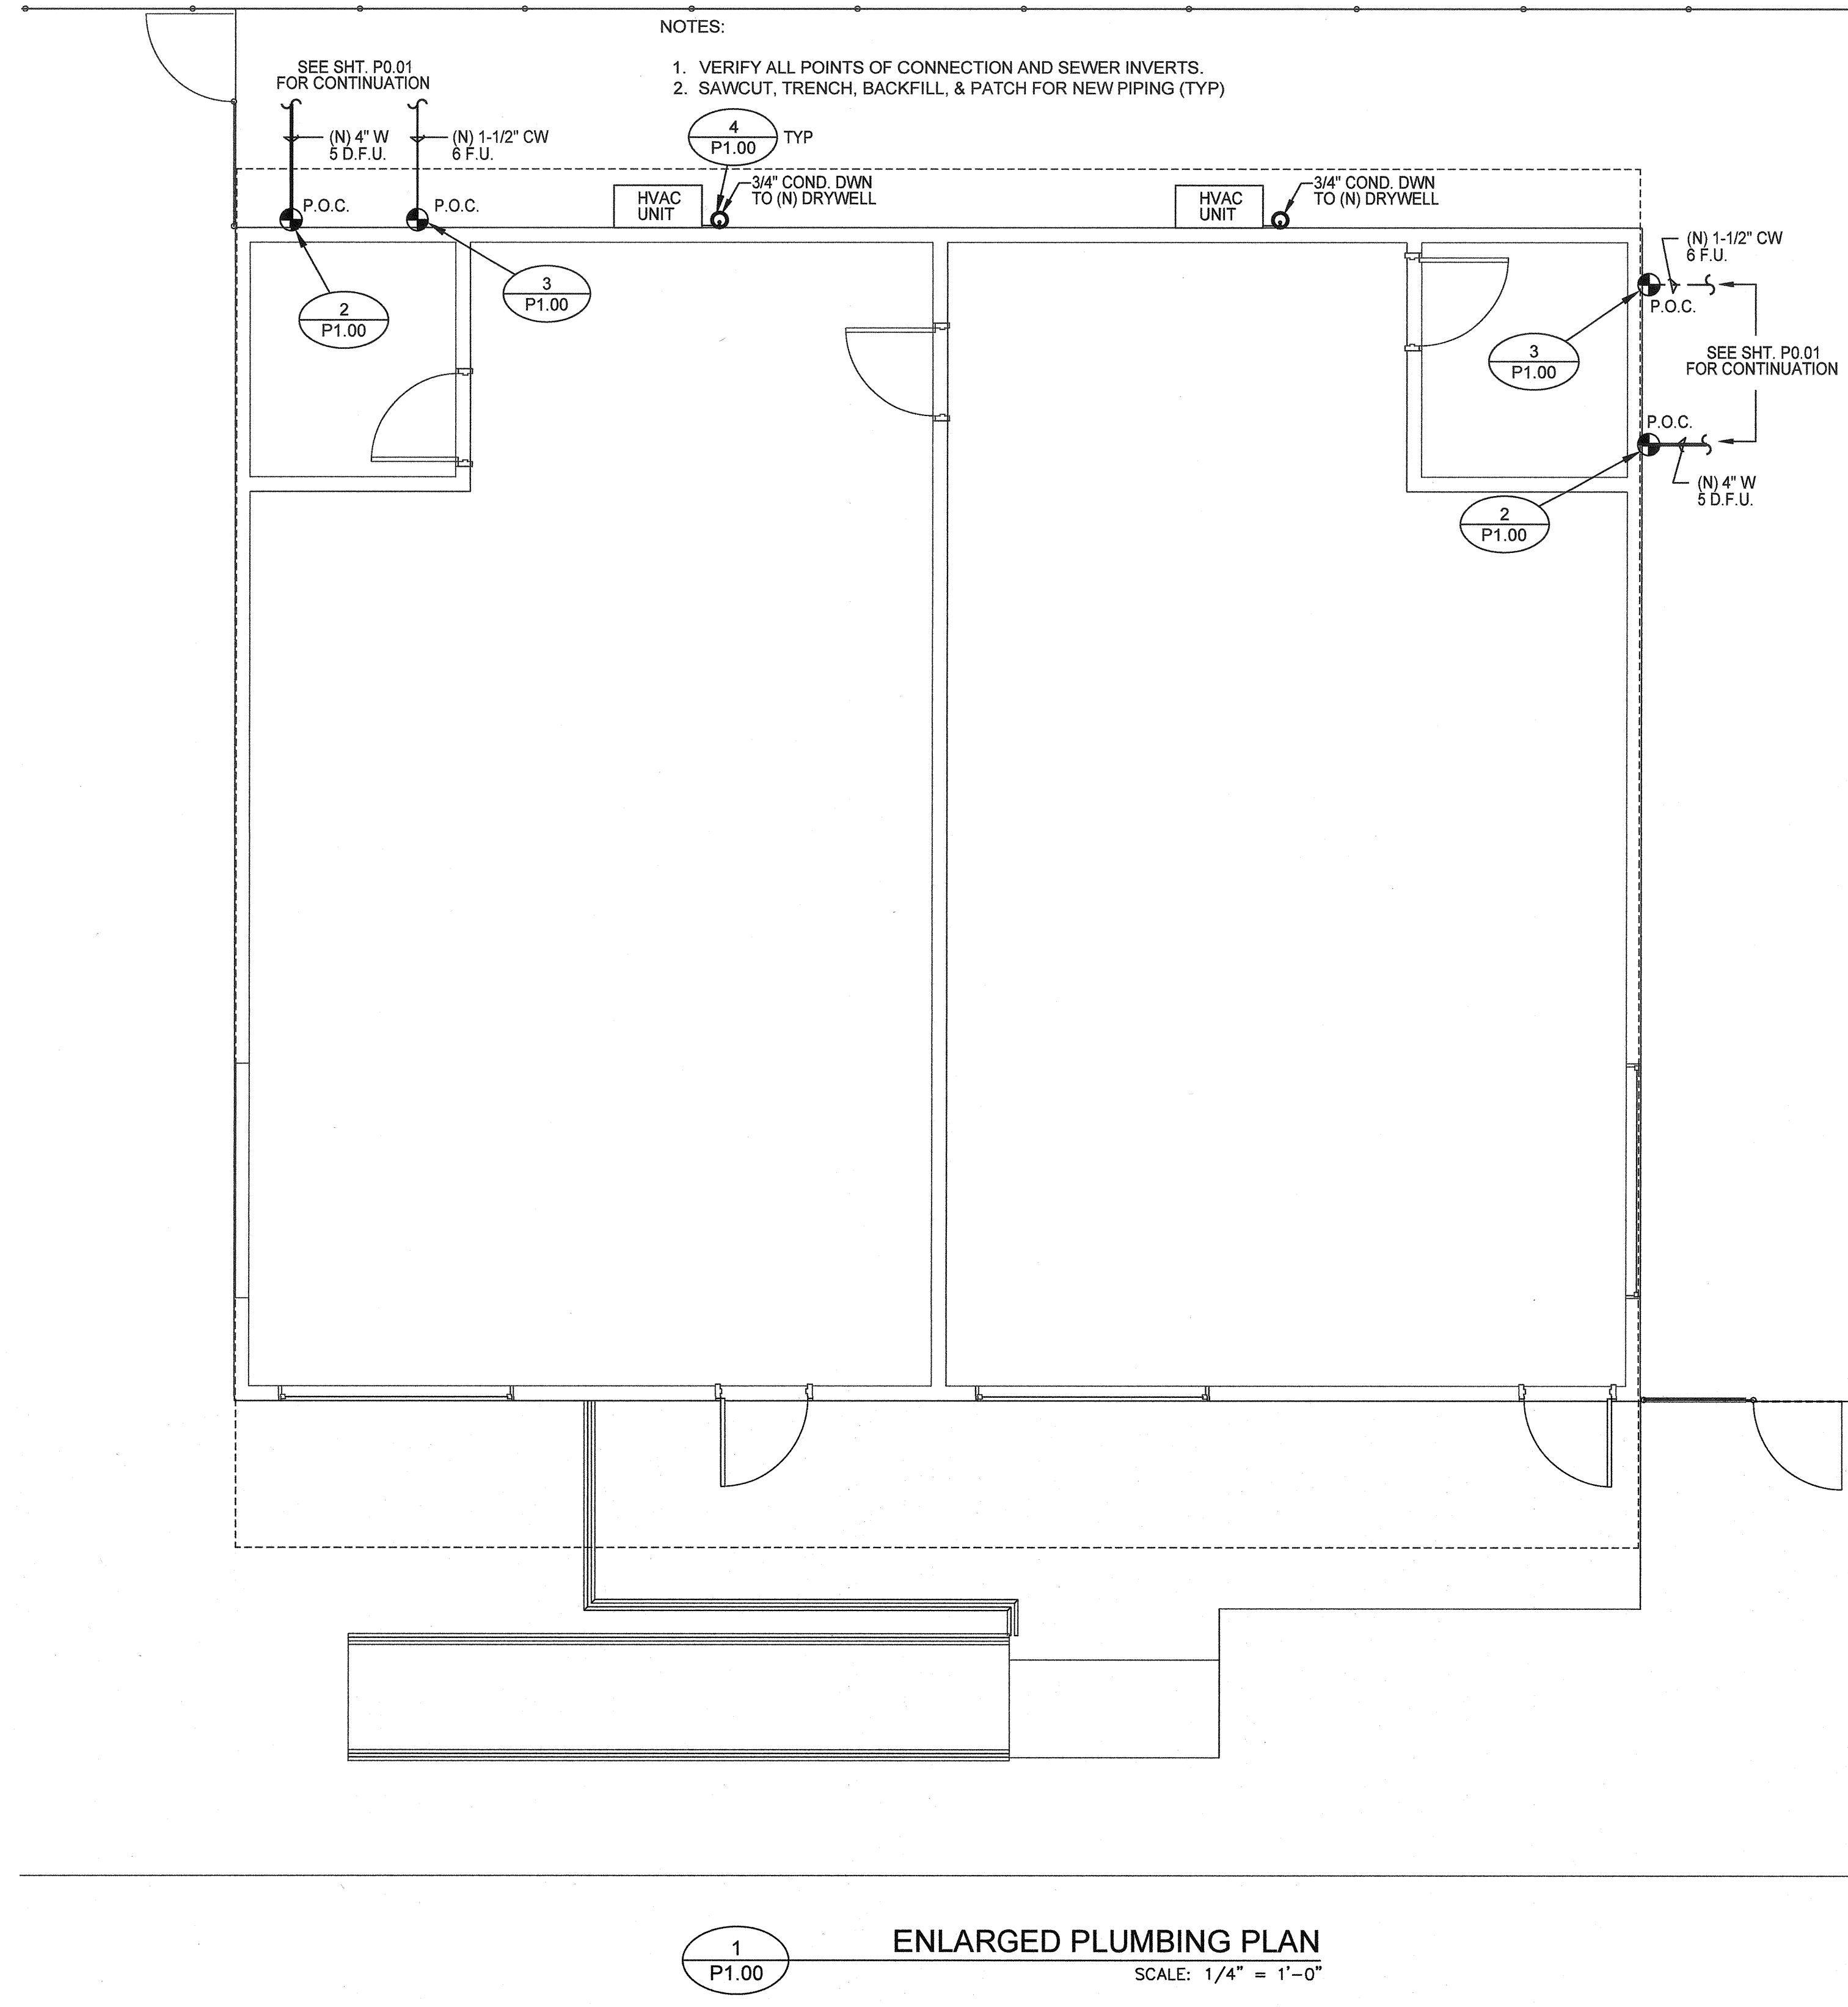 NOTES:
1. VERIFY ALL POINTS OF CONNECTION AND SEWER INVERTS.
2. SAWCUT, TRENCH, BACKFILL, & PATCH FOR NEW PIPING (TYP)
SEE SHT. P0.01
FOR CONTINUATION
(N) 4" W
5 D.F.U.
(N) 1-1/2" CW
6 F.U.
4
P1.00
TYP
P.O.C.
P.O.C.
HVAC
UNIT
3/4" COND. DWN
TO (N) DRYWELL
HVAC
UNIT
3/4" COND. DWN
TO (N) DRYWELL
2
P1.00
3
P1.00
(N) 1-1/2" CW
6 F.U.
P.O.C.
3
P1.00
SEE SHT. P0.01
FOR CONTINUATION
P.O.C.
(N) 4" W
5 D.F.U.
2
P1.00
1
P1.00
ENLARGED PLUMBING PLAN
SCALE: 1/4" = 1'-0"